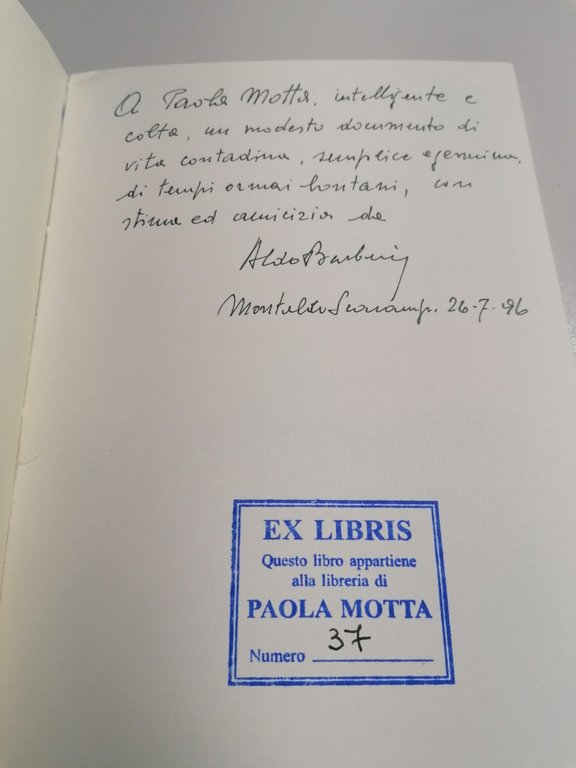 A Paola Motta, intelligente e
colta, un modesto documento di
vita contadina, semplice e genuina,
di tempi ormai lontani, con
stima ed amicizia da
Aldo
26-7-96
EX LIBRIS
Questo libro appartiene
alla libreria di
PAOLA MOTTA
Numero 37